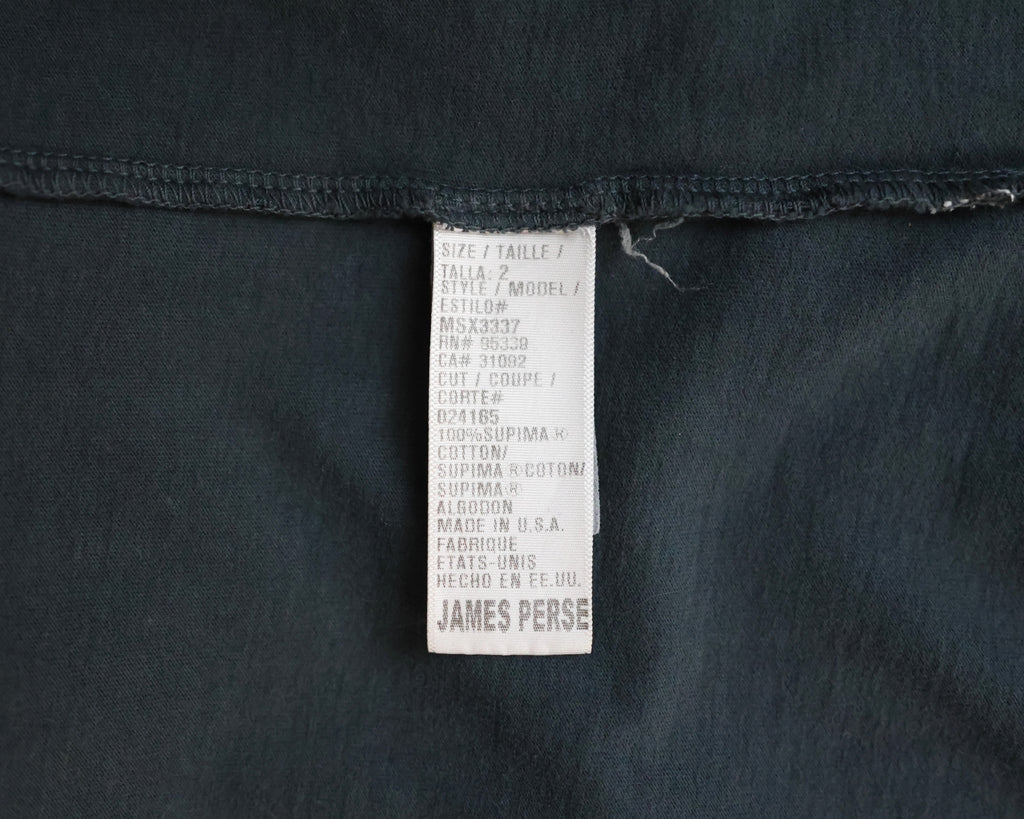 SIZE / TAILLE /
TALLA: 2
STYLE / MODEL /
ESTILO#
MSX3337
RN# 95339
CA# 31092
CUT / COUPE /
CORTE#
024165
100%SUPIMA ®
COTTON/
SUPIMA ® COTON/
SUPIMA ®
ALGODON
MADE IN U.S.A.
FABRIQUE
ETATS-UNIS
HECHO EN EE.UU.
JAMES PERSE